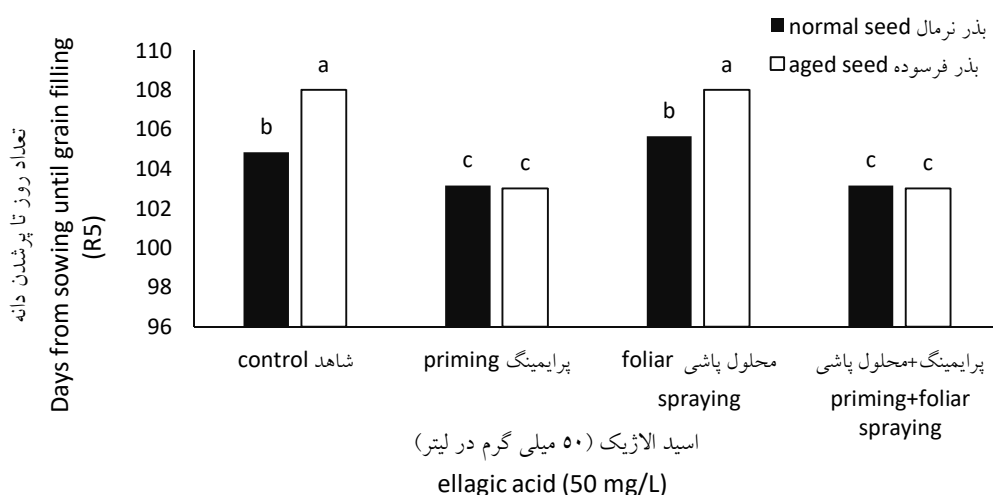 normal seed بذر نرمال
aged seed بذر فرسوده
تعداد روز تا پرشدن دانه
Days from sowing until grain filling
(R5)
110
108
106
104
102
100
98
96
b
a
c
c
b
a
c
c
control شاهد
priming پرایمینگ
foliar محلول پاشی
spraying
پرایمینگ+محلول پاشی
priming+foliar
spraying
اسید الاژیک (۵۰ میلی گرم در لیتر)
ellagic acid (50 mg/L)